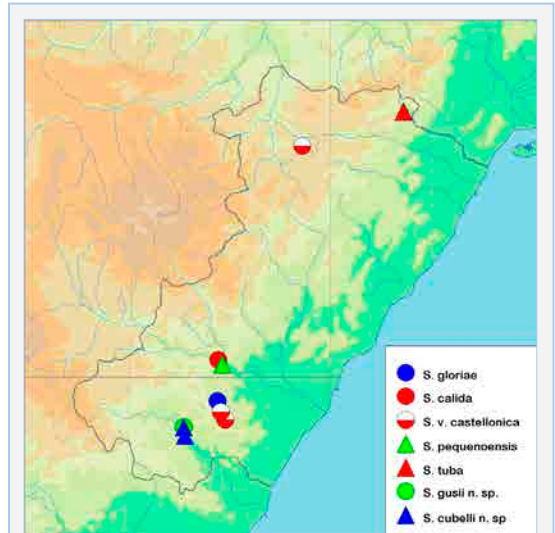 S. gloriae
S. calida
S. v. castellonica
S. pequenoensis
S. tuba
S. gusii n. sp.
S. cubelli n. sp